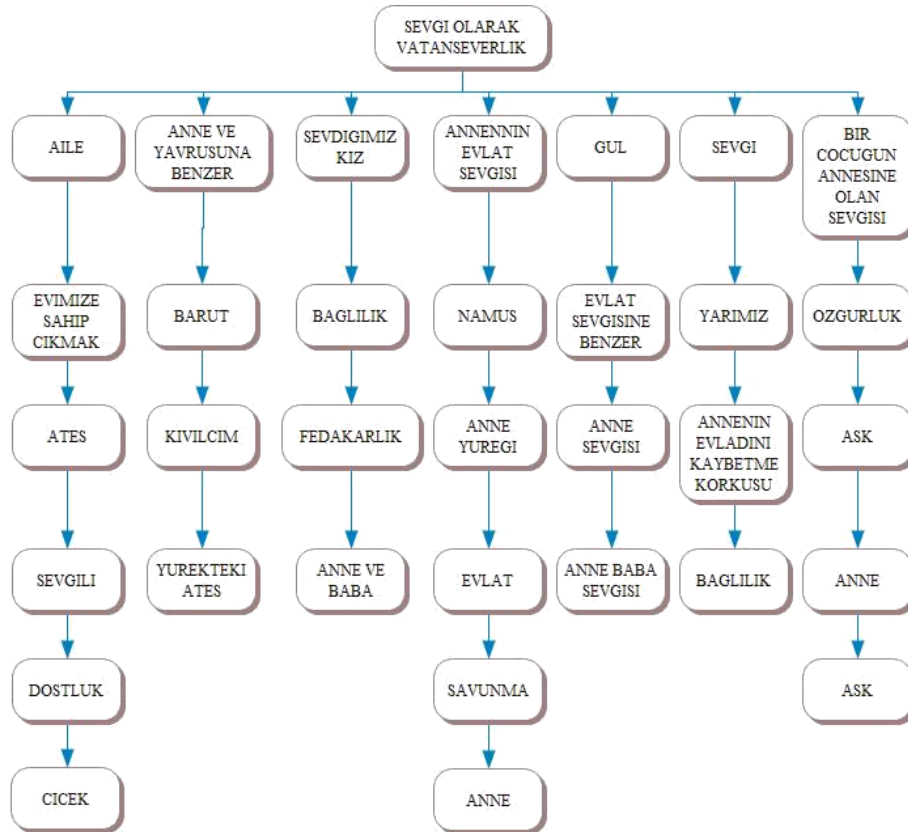 SEVGI OLARAK
VATANSEVERLIK
AILE
ANNE VE
YAVRUSUNA
BENZER
SEVDIGIMIZ
KIZ
ANNENNIN
EVLAT
SEVGISI
GUL
SEVGI
BIR
COCUGUN
ANNESINE
OLAN
SEVGISI
EVIMIZE
SAHIP
CIKMAK
BARUT
BAGLILIK
NAMUS
EVLAT
SEVGISINE
BENZER
YARIMIZ
OZGURLUK
ATES
KIVILCIM
FEDAKARLIK
ANNE
YUREGI
ANNE
SEVGISI
ANNENIN
EVLADINI
KAYBETME
KORKUSU
ASK
SEVGILI
YUREKTEKI
ATES
ANNE VE
BABA
EVLAT
ANNE BABA
SEVGISI
BAGLILIK
ANNE
DOSTLUK
SAVUNMA
ASK
CICEK
ANNE